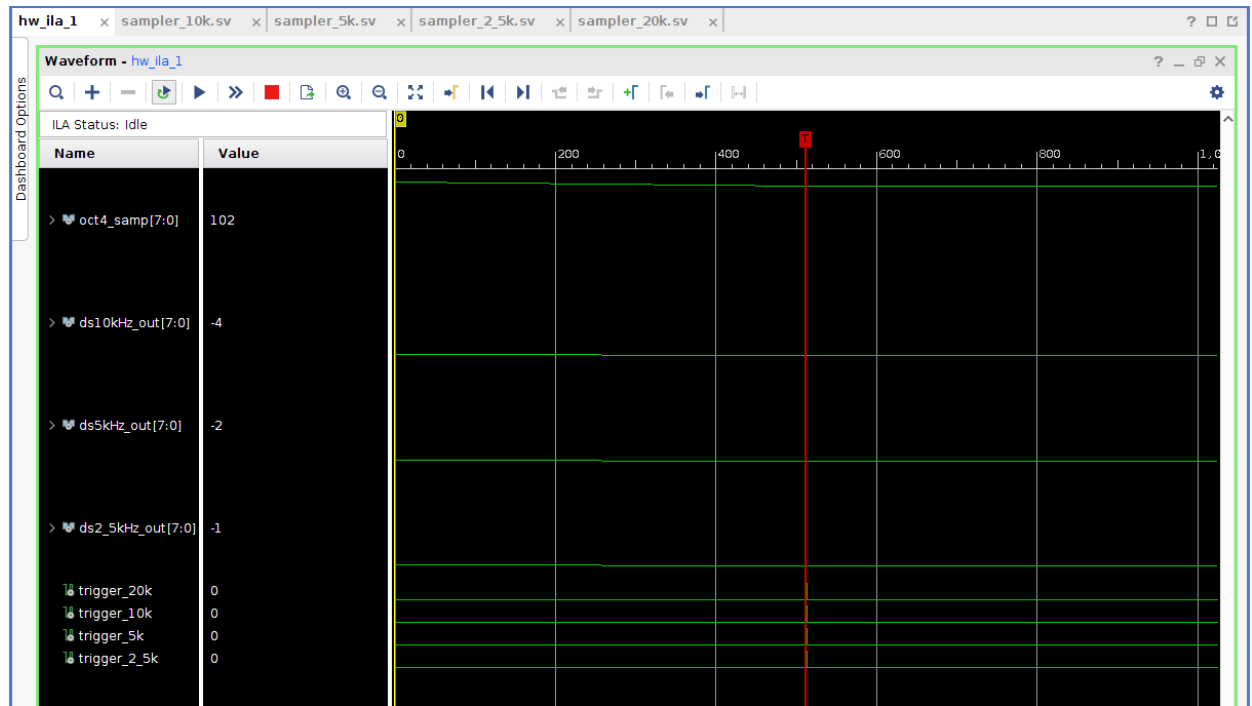 hw_ila_1 x sampler_10k.sv x sampler_5k.sv x sampler_2_5k.sv x sampler_20k.sv x ?
Dashboard Options
Waveform - hw_ila_1 ?
ILA Status: Idle
0
T
Name Value
0 200 400 600 800 1,0
oct4_samp[7:0] 102
ds10kHz_out[7:0] -4
ds5kHz_out[7:0] -2
ds2_5kHz_out[7:0] -1
trigger_20k 0
trigger_10k 0
trigger_5k 0
trigger_2_5k 0